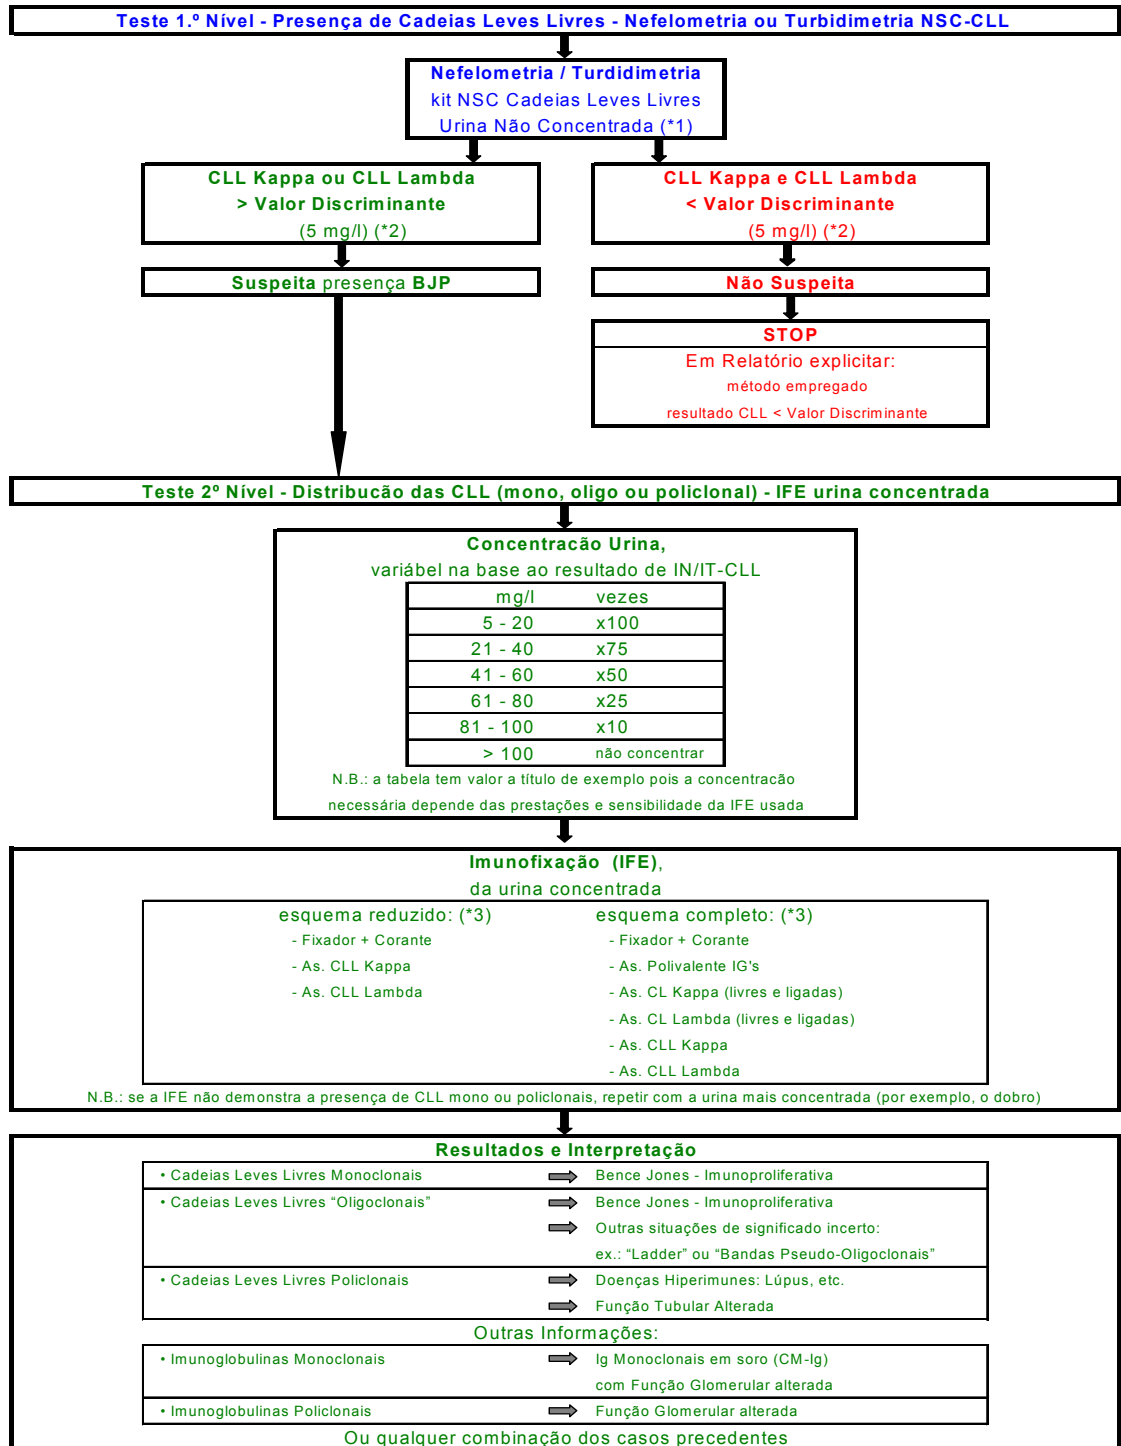 Teste 1.º Nível - Presença de Cadeias Leves Livres - Nefelometria ou Turbidimetria NSC-CLL
Nefelometria / Turdidimetria
kit NSC Cadeias Leves Livres
Urina Não Concentrada (*1)
CLL Kappa ou CLL Lambda
> Valor Discriminante
(5 mg/l) (*2)
CLL Kappa e CLL Lambda
< Valor Discriminante
(5 mg/l) (*2)
Suspeita presença BJP
Não Suspeita
STOP
Em Relatório explicitar:
método empregado
resultado CLL < Valor Discriminante
Teste 2º Nível - Distribucão das CLL (mono, oligo ou policlonal) - IFE urina concentrada
Concentracão Urina,
variábel na base ao resultado de IN/IT-CLL
mg/l vezes
5 - 20 x100
21 - 40 x75
41 - 60 x50
61 - 80 x25
81 - 100 x10
> 100 não concentrar
N.B.: a tabela tem valor a título de exemplo pois a concentracão
necessária depende das prestações e sensibilidade da IFE usada
Imunofixação (IFE),
da urina concentrada
esquema reduzido: (*3)
- Fixador + Corante
- As. CLL Kappa
- As. CLL Lambda
esquema completo: (*3)
- Fixador + Corante
- As. Polivalente IG's
- As. CL Kappa (livres e ligadas)
- As. CL Lambda (livres e ligadas)
- As. CLL Kappa
- As. CLL Lambda
N.B.: se a IFE não demonstra a presença de CLL mono ou policlonais, repetir com a urina mais concentrada (por exemplo, o dobro)
Resultados e Interpretação
• Cadeias Leves Livres Monoclonais Bence Jones - Imunoproliferativa
• Cadeias Leves Livres “Oligoclonais” Bence Jones - Imunoproliferativa
Outras situações de significado incerto:
ex.: “Ladder” ou “Bandas Pseudo-Oligoclonais”
• Cadeias Leves Livres Policlonais Doenças Hiperimunes: Lúpus, etc.
Função Tubular Alterada
Outras Informações:
• Imunoglobulinas Monoclonais Ig Monoclonais em soro (CM-Ig)
com Função Glomerular alterada
• Imunoglobulinas Policlonais Função Glomerular alterada
Ou qualquer combinação dos casos precedentes